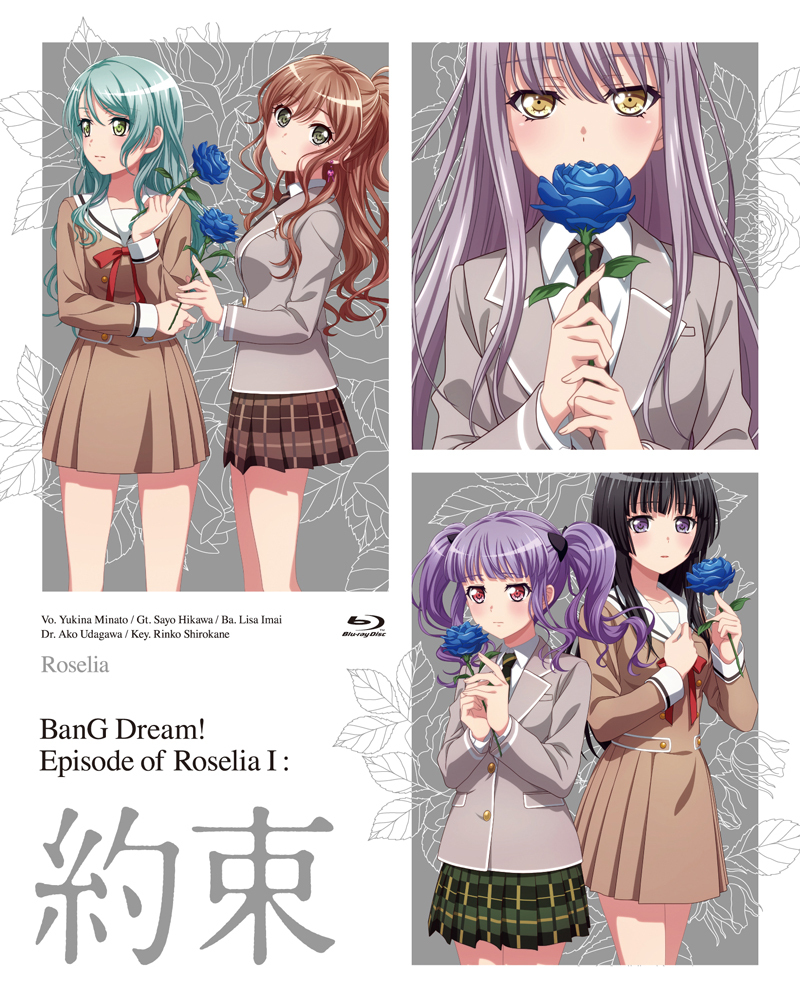 Vo. Yukina Minato / Gt. Sayo Hikawa / Ba. Lisa Imai
Dr. Ako Udagawa / Key. Rinko Shirokane
Blu-ray Disc
Roselia
BanG Dream!
Episode of Roselia I :
約束